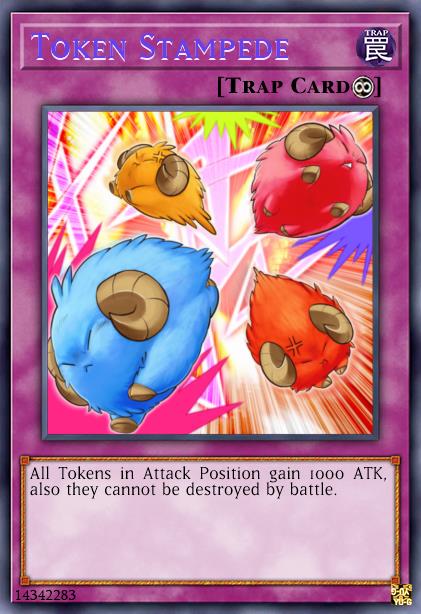 Token Stampede
TRAP
罠
[Trap Card]
All Tokens in Attack Position gain 1000 ATK,
also they cannot be destroyed by battle.
14342283